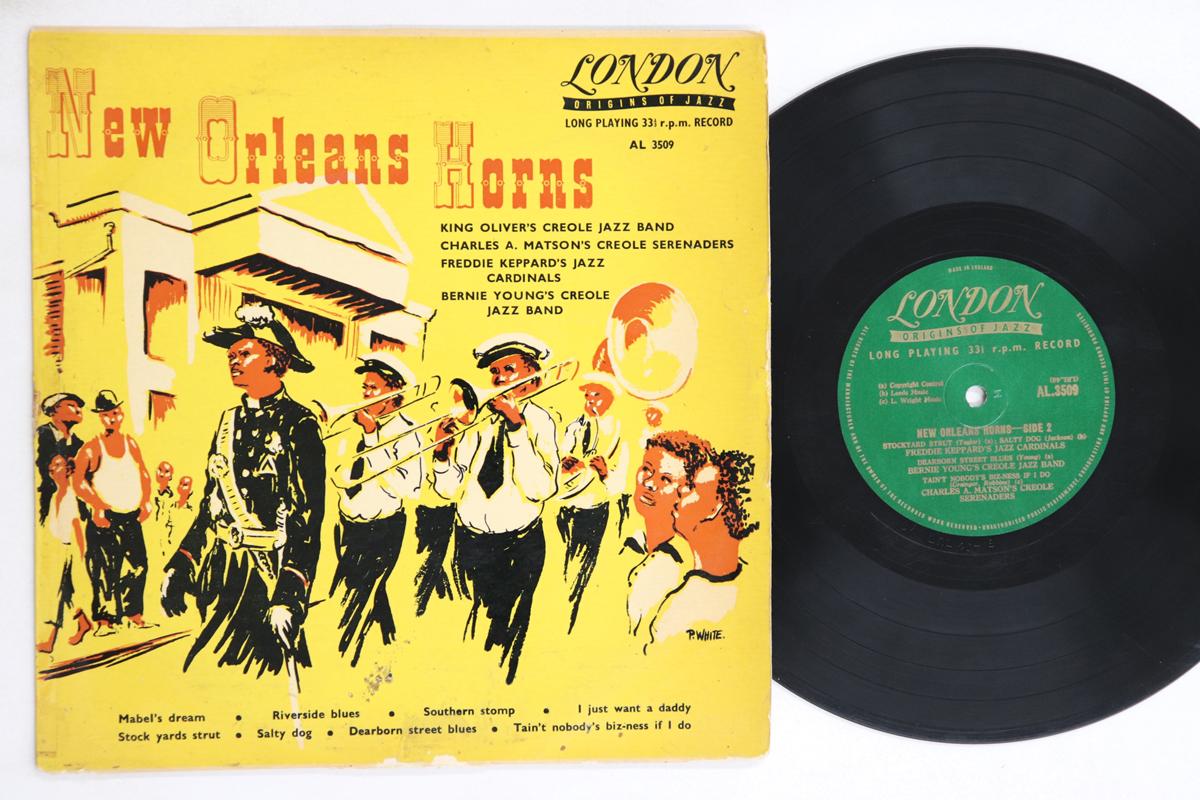 New Orleans Horns
LONDON
ORIGINS OF JAZZ
LONG PLAYING 33⅓ r.p.m. RECORD
AL 3509
KING OLIVER'S CREOLE JAZZ BAND
CHARLES A. MATSON'S CREOLE SERENADERS
FREDDIE KEPPARD'S JAZZ
CARDINALS
BERNIE YOUNG'S CREOLE
JAZZ BAND
P. WHITE.
Mabel's dream • Riverside blues • Southern stomp • I just want a daddy
Stock yards strut • Salty dog • Dearborn street blues • Tain't nobody's biz-ness if I do
MADE IN ENGLAND
LONDON
ORIGINS OF JAZZ
LONG PLAYING 33⅓ r.p.m. RECORD
(a) Copyright Control
(b) Leeds Music
(c) L. Wright Music
AL.3509
NEW ORLEANS HORNS—SIDE 2
STOCKYARD STRUT (Taylor) (a); SALTY DOG (Jackson) (b)
FREDDIE KEPPARD'S JAZZ CARDINALS
DEARBORN STREET BLUES (Young) (a)
BERNIE YOUNG'S CREOLE JAZZ BAND
TAIN'T NOBODY'S BIZ-NESS IF I DO
(Grainger, Robbins) (c)
CHARLES A. MATSON'S CREOLE
SERENADERS